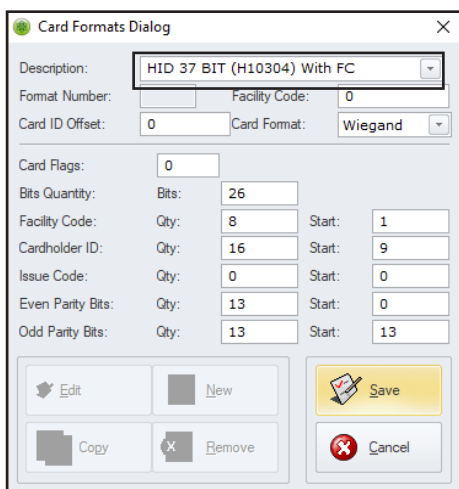 Card Formats Dialog
Description: HID 37 BIT (H10304) With FC
Format Number: Facility Code: 0
Card ID Offset: 0 Card Format: Wiegand
Card Flags: 0
Bits Quantity: Bits: 26
Facility Code: Qty: 8 Start: 1
Cardholder ID: Qty: 16 Start: 9
Issue Code: Qty: 0 Start: 0
Even Parity Bits: Qty: 13 Start: 0
Odd Parity Bits: Qty: 13 Start: 13
Edit New Save
Copy Remove Cancel